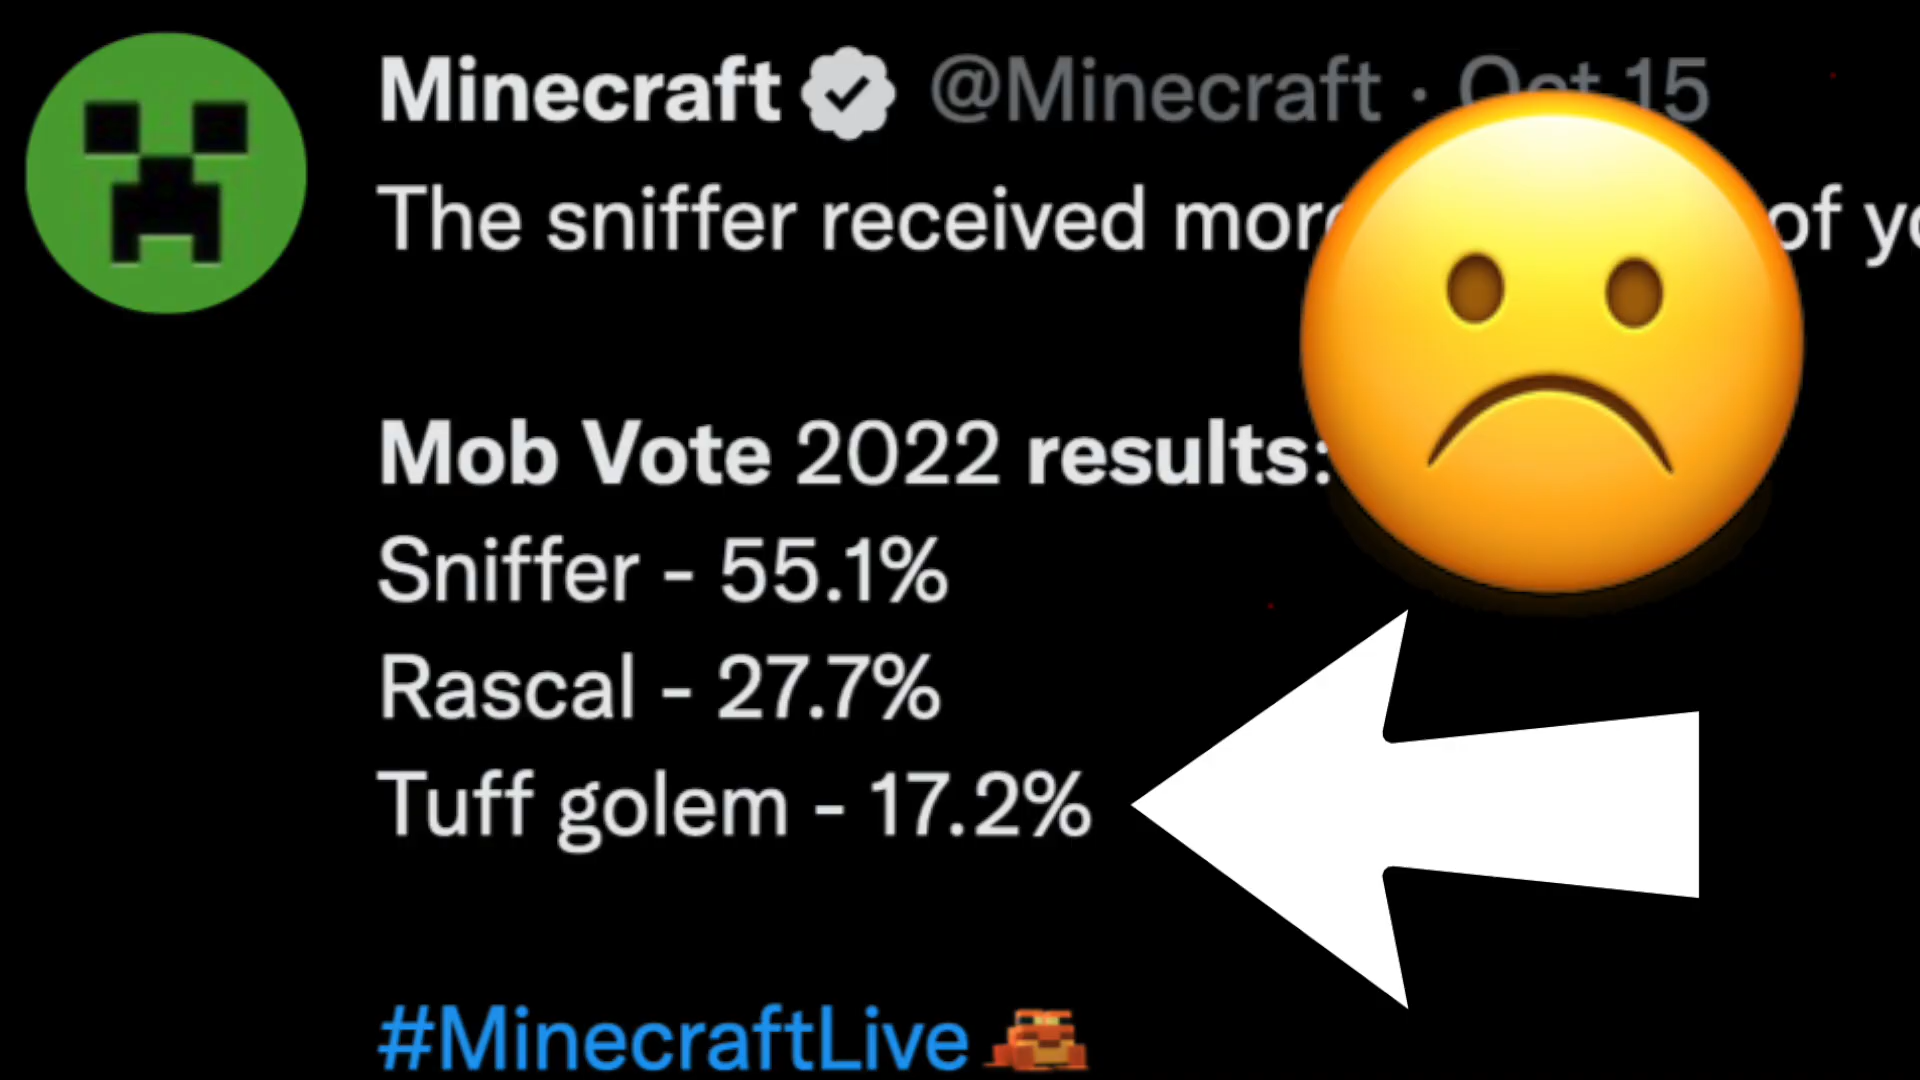 Minecraft @Minecraft · Oct 15
The sniffer received more of
Mob Vote 2022 results:
Sniffer - 55.1%
Rascal - 27.7%
Tuff golem - 17.2%
#MinecraftLive